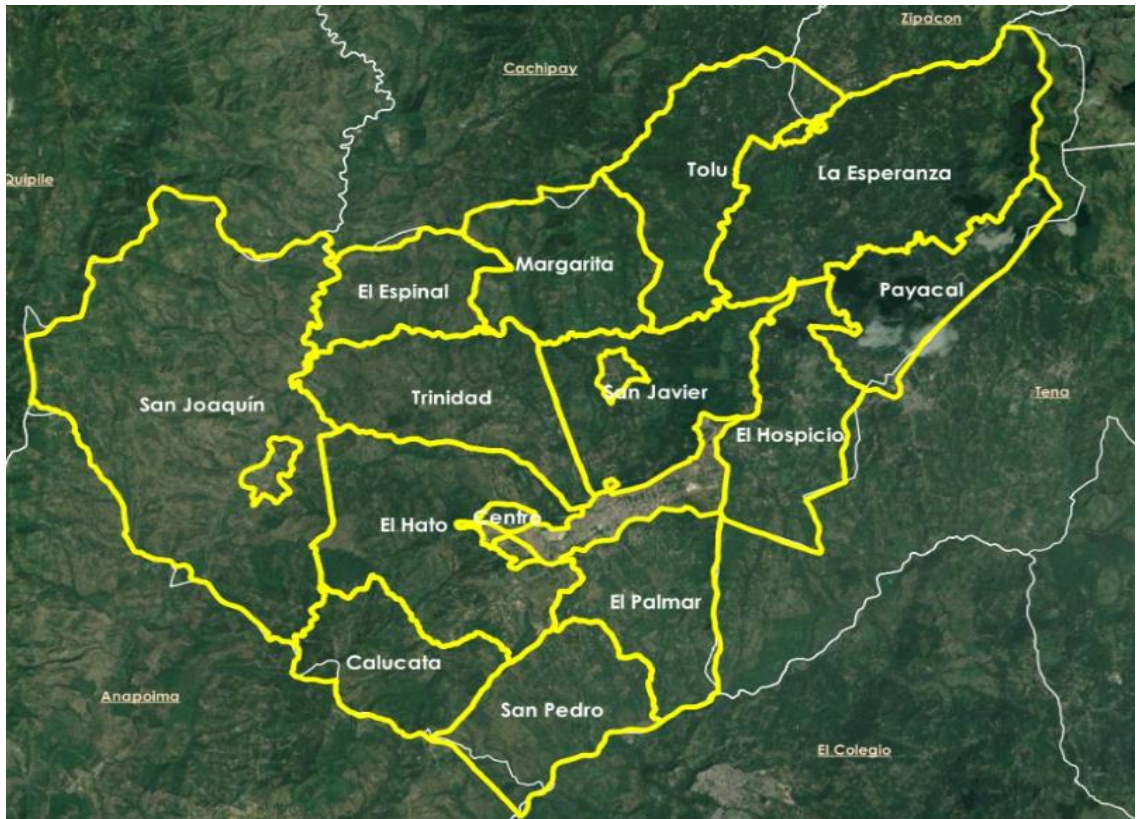 Zipacon
Cachipay
Tolu
La Esperanza
Quipile
Margarita
El Espinal
Payacal
San Joaquín
Trinidad
San Javier
Tena
El Hospicio
El Hato
Centro
El Palmar
Calucata
Anapoima
San Pedro
El Colegio